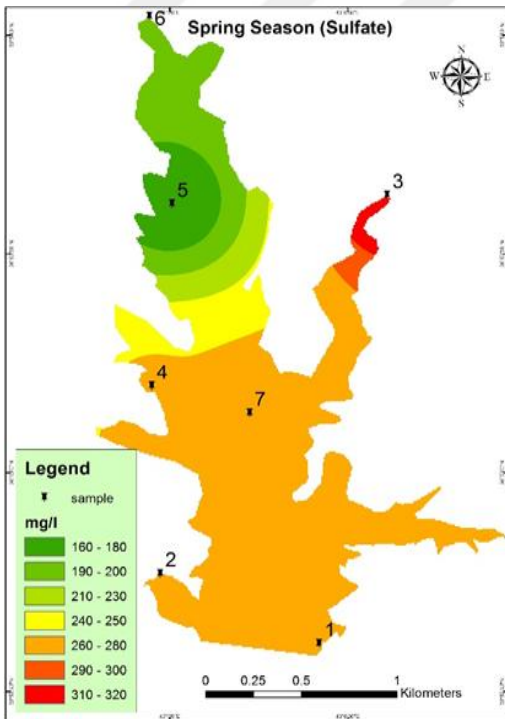 Spring Season (Sulfate)
N
W E
S
6
5
3
4
7
2
1
Legend
sample
mg/l
160 - 180
190 - 200
210 - 230
240 - 250
260 - 280
290 - 300
310 - 320
0 0.25 0.5 1
Kilometers